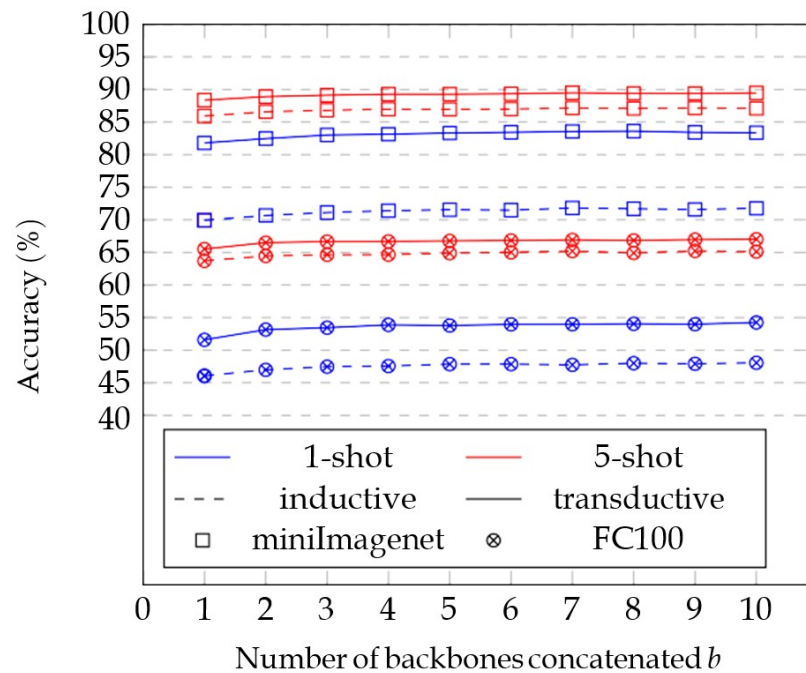 100
95
90
85
80
75
70
65
60
55
50
45
40
Accuracy (%)
1-shot 5-shot
inductive transductive
miniImagenet FC100
0 1 2 3 4 5 6 7 8 9 10
Number of backbones concatenated b